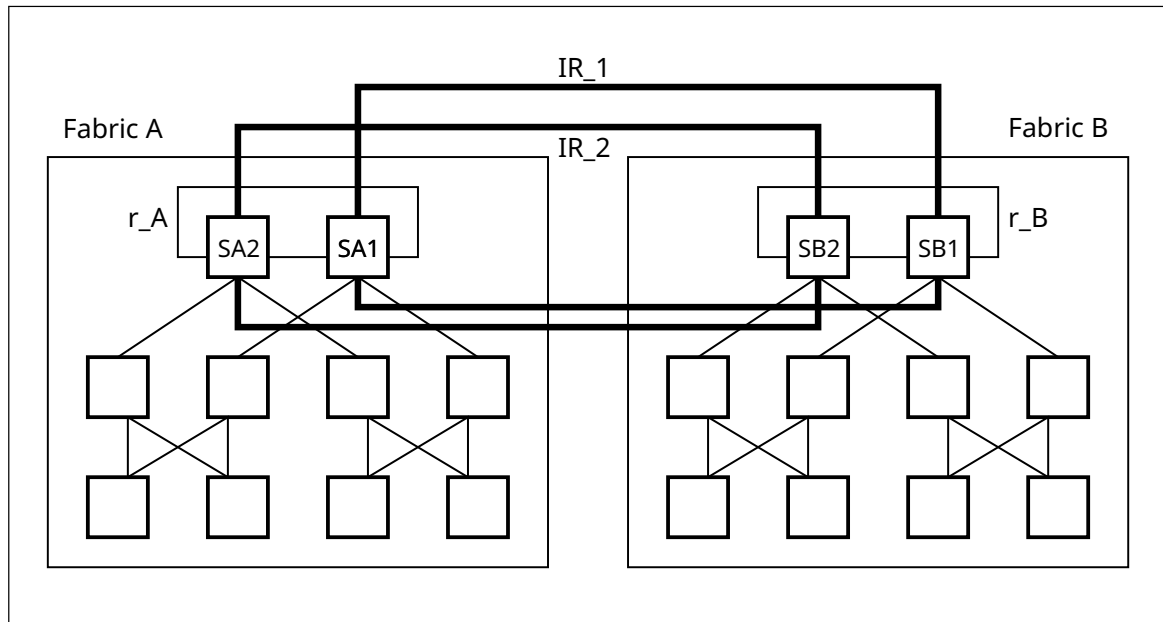 IR_1
Fabric A
Fabric B
IR_2
r_A
SA2
SA1
SB2
SB1
r_B